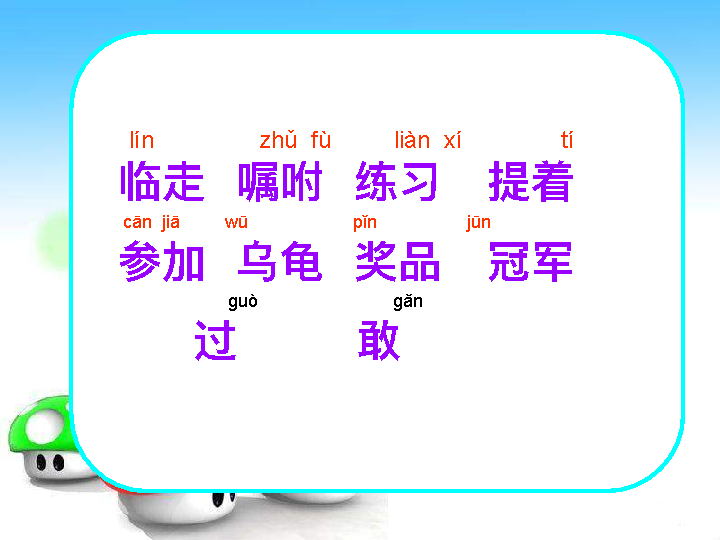 lín zhǔ fù liàn xí tí
临走 嘱咐 练习 提着
cān jiā wū pǐn jūn
参加 乌龟 奖品 冠军
guò gǎn
过 敢